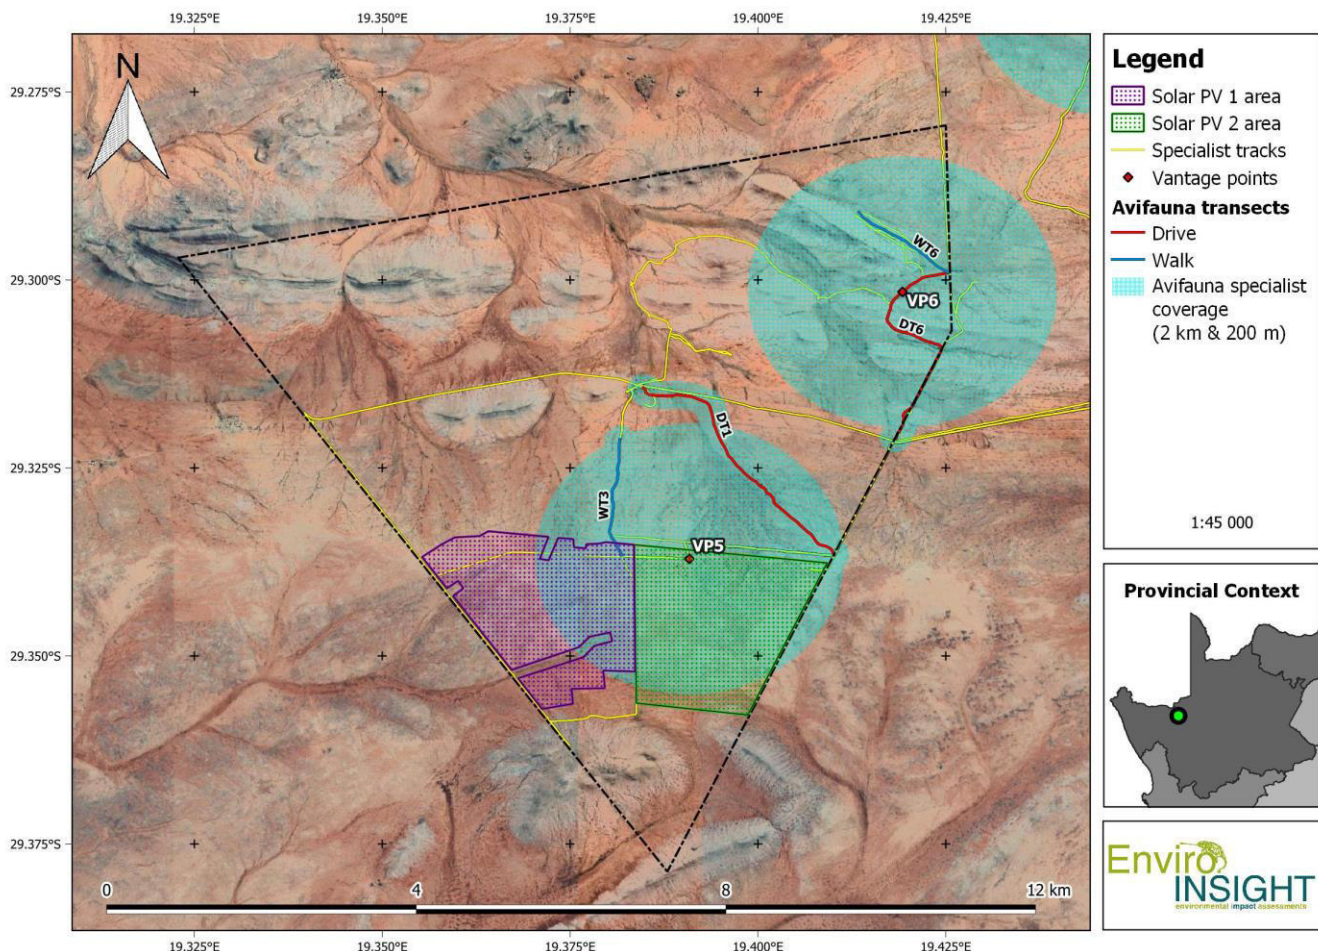 19.325°E 19.350°E 19.375°E 19.400°E 19.425°E
N
29.275°S
29.300°S
29.325°S
29.350°S
29.375°S
WT6
VP6
DT6
DT1
WT3
VP5
0 4 8 12 km
19.325°E 19.350°E 19.375°E 19.400°E 19.425°E
Legend
Solar PV 1 area
Solar PV 2 area
Specialist tracks
Vantage points
Avifauna transects
Drive
Walk
Avifauna specialist
coverage
(2 km & 200 m)
1:45 000
Provincial Context
Enviro
INSIGHT
environmental impact assessments